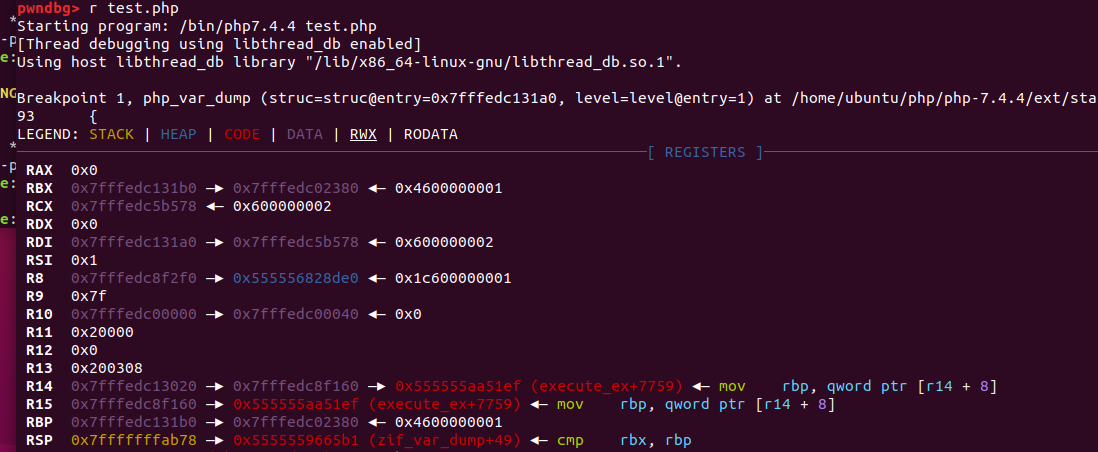 pwndbg> r test.php
Starting program: /bin/php7.4.4 test.php
[Thread debugging using libthread_db enabled]
Using host libthread_db library "/lib/x86_64-linux-gnu/libthread_db.so.1".
Breakpoint 1, php_var_dump (struc=struc@entry=0x7fffedc131a0, level=level@entry=1) at /home/ubuntu/php/php-7.4.4/ext/sta
93 {
LEGEND: STACK | HEAP | CODE | DATA | RWX | RODATA
[ REGISTERS ]
RAX 0x0
RBX 0x7fffedc131b0 —▸ 0x7fffedc02380 ◂— 0x4600000001
RCX 0x7fffedc5b578 ◂— 0x600000002
RDX 0x0
RDI 0x7fffedc131a0 —▸ 0x7fffedc5b578 ◂— 0x600000002
RSI 0x1
R8 0x7fffedc8f2f0 —▸ 0x555556828de0 ◂— 0x1c600000001
R9 0x7f
R10 0x7fffedc00000 —▸ 0x7fffedc00040 ◂— 0x0
R11 0x20000
R12 0x0
R13 0x200308
R14 0x7fffedc13020 —▸ 0x7fffedc8f160 —▸ 0x555555aa51ef (execute_ex+7759) ◂— mov rbp, qword ptr [r14 + 8]
R15 0x7fffedc8f160 —▸ 0x555555aa51ef (execute_ex+7759) ◂— mov rbp, qword ptr [r14 + 8]
RBP 0x7fffedc131b0 —▸ 0x7fffedc02380 ◂— 0x4600000001
RSP 0x7fffffffab78 —▸ 0x5555559665b1 (zif_var_dump+49) ◂— cmp rbx, rbp